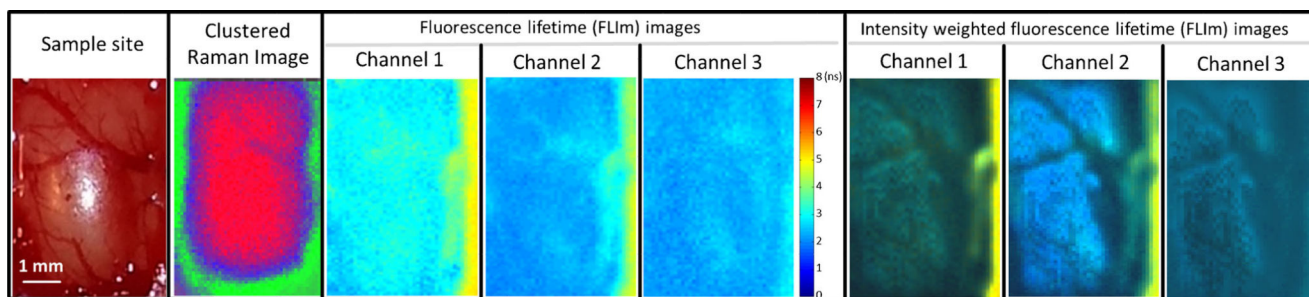 Sample site
Clustered
Raman Image
Fluorescence lifetime (FLIm) images
Channel 1
Channel 2
Channel 3
8 (ns)
7
6
5
4
3
2
1
0
Intensity weighted fluorescence lifetime (FLIm) images
Channel 1
Channel 2
Channel 3
1 mm